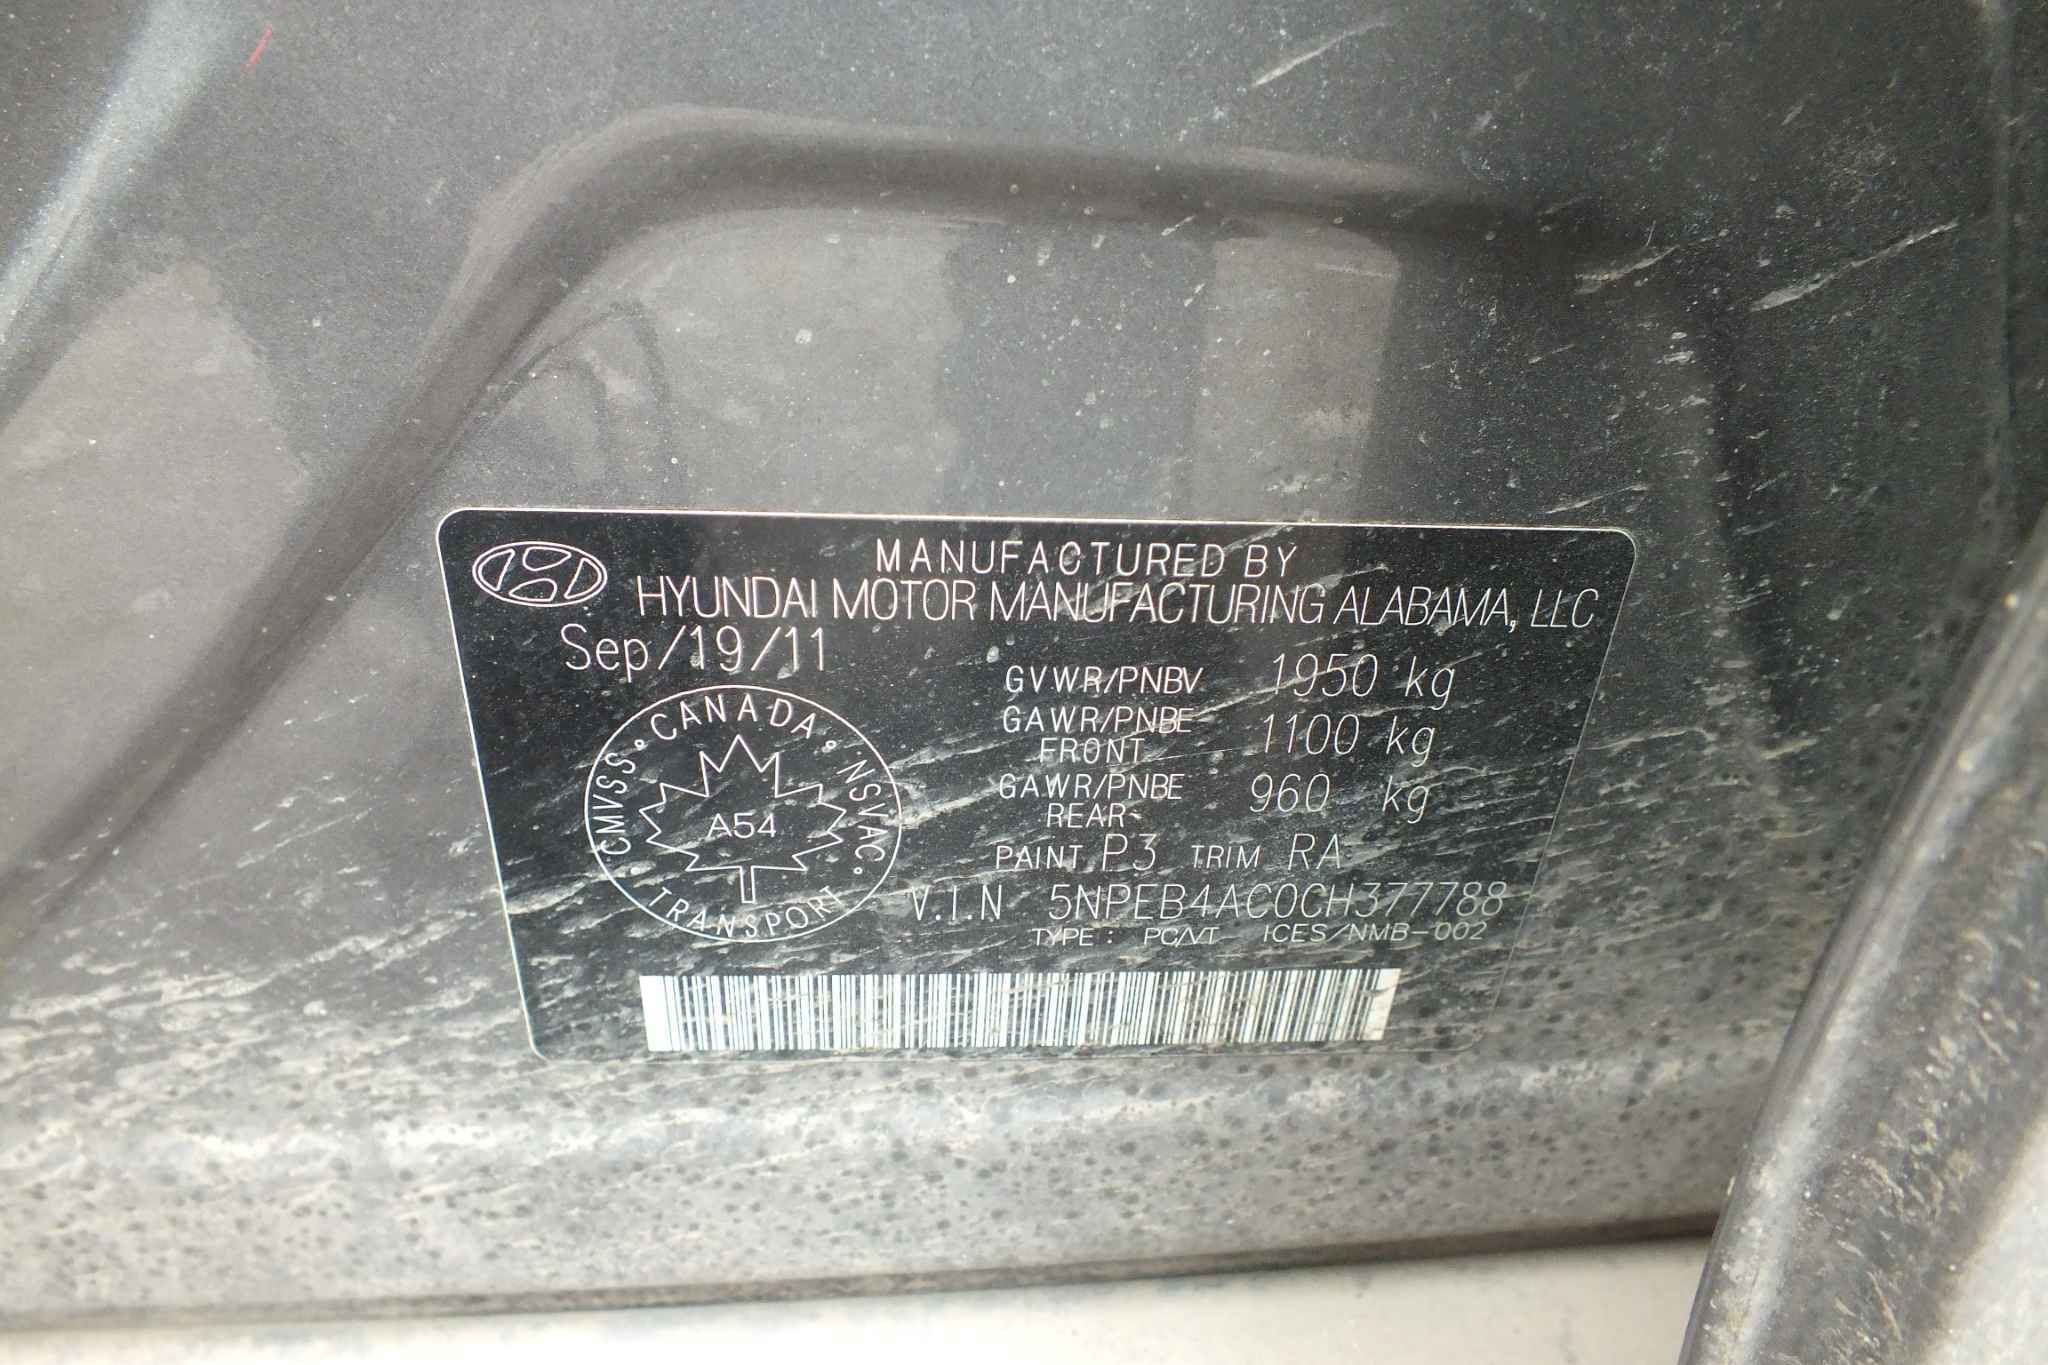 MANUFACTURED BY
HYUNDAI MOTOR MANUFACTURING ALABAMA, LLC
Sep/19/11
GVWR/PNBV 1950 kg
GAWR/PNBE FRONT 1100 kg
GAWR/PNBE REAR 960 kg
PAINT P3 TRIM RA
V.I.N 5NPEB4AC0CH377788
TYPE : PC/VT ICES/NMB-002
CMVSS · CANADA · NSVAC ·
A54
TRANSPORT